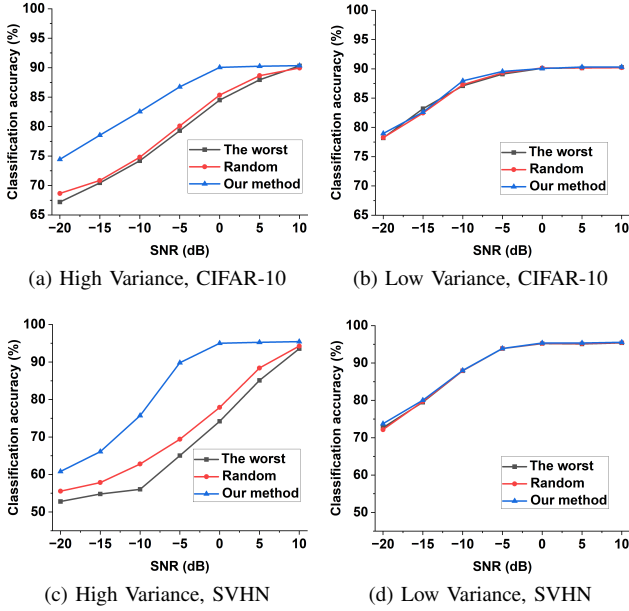 Classification accuracy (%)
100
95
90
85
80
75
70
65
−20 −15 −10 −5 0 5 10
SNR (dB)
The worst
Random
Our method
(a) High Variance, CIFAR-10
Classification accuracy (%)
100
95
90
85
80
75
70
65
−20 −15 −10 −5 0 5 10
SNR (dB)
The worst
Random
Our method
(b) Low Variance, CIFAR-10
Classification accuracy (%)
100
90
80
70
60
50
−20 −15 −10 −5 0 5 10
SNR (dB)
The worst
Random
Our method
(c) High Variance, SVHN
Classification accuracy (%)
100
90
80
70
60
50
−20 −15 −10 −5 0 5 10
SNR (dB)
The worst
Random
Our method
(d) Low Variance, SVHN